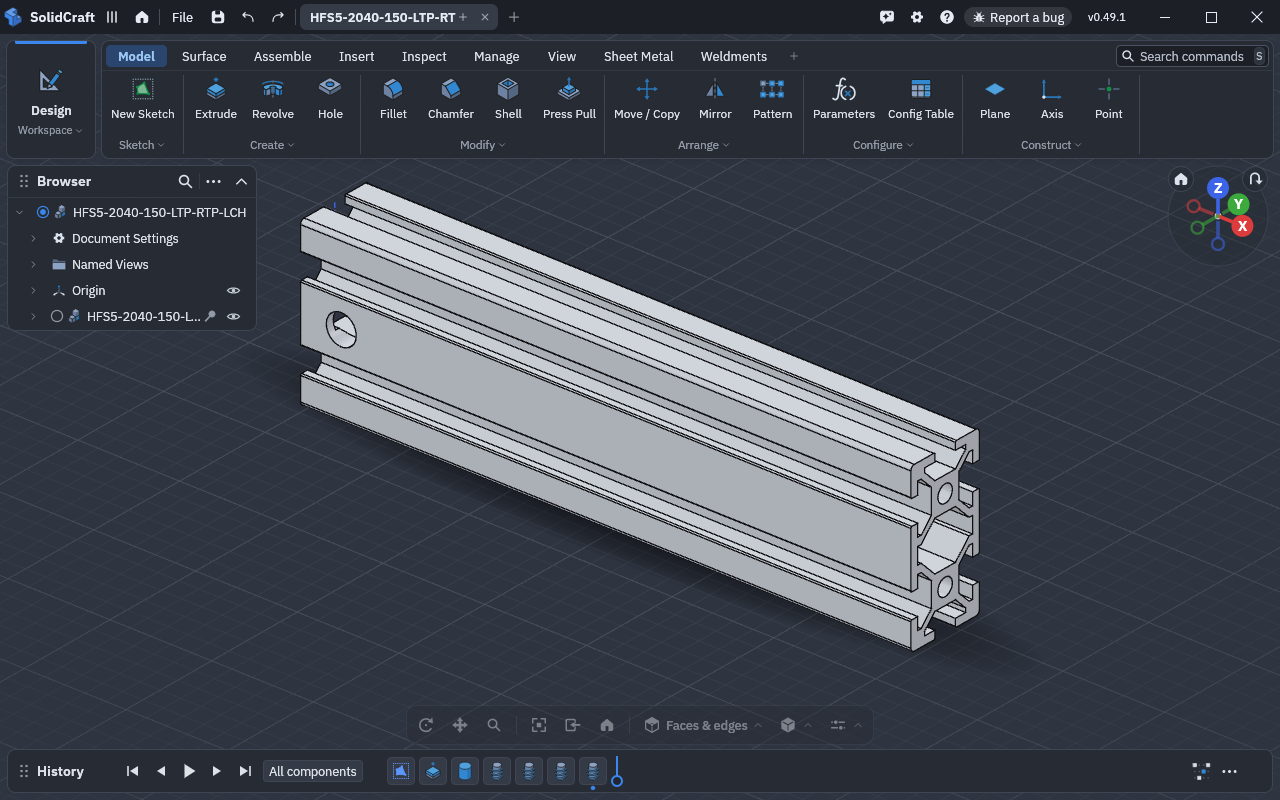 SolidCraft File HFS5-2040-150-LTP-RT Report a bug v0.49.1
Model Surface Assemble Insert Inspect Manage View Sheet Metal Weldments Search commands S
Design
Workspace
New Sketch Extrude Revolve Hole Fillet Chamfer Shell Press Pull Move / Copy Mirror Pattern Parameters Config Table Plane Axis Point
Sketch Create Modify Arrange Configure Construct
Browser
HFS5-2040-150-LTP-RTP-LCH
Document Settings
Named Views
Origin
HFS5-2040-150-L...
Z
Y
X
Faces & edges
History All components